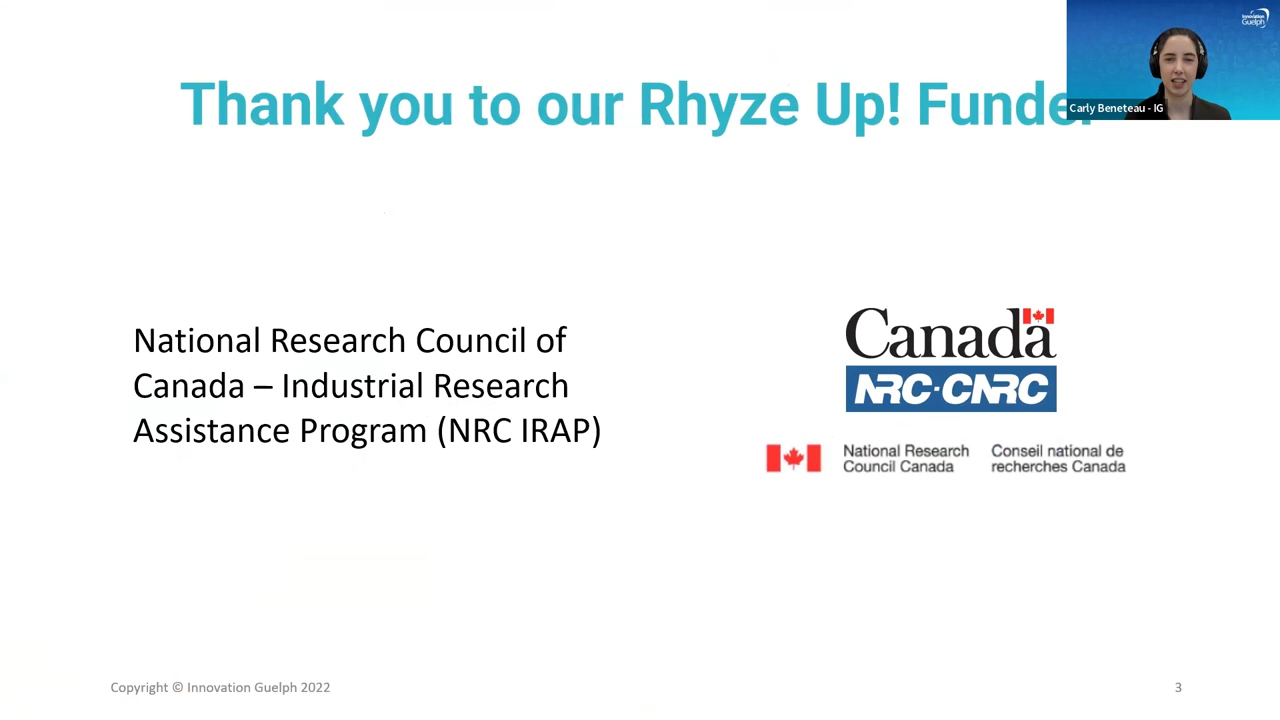 Innovation
Guelph
Thank you to our Rhyze Up! Funder
Carly Beneteau - IG
National Research Council of
Canada – Industrial Research
Assistance Program (NRC IRAP)
Canada
NRC·CNRC
National Research
Council Canada
Conseil national de
recherches Canada
Copyright © Innovation Guelph 2022
3